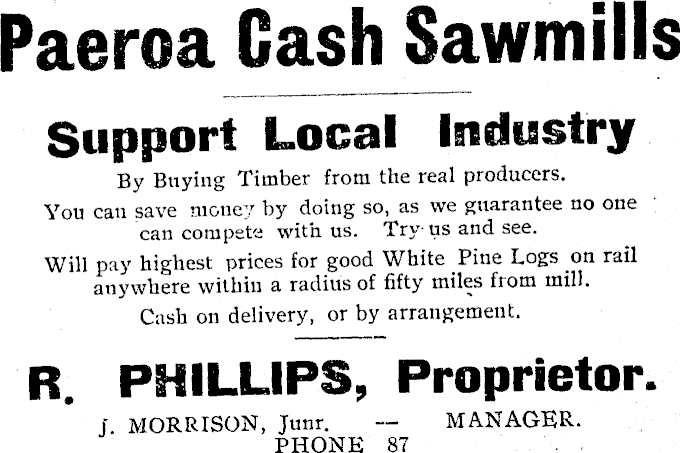 Paeroa Cash Sawmills
Support Local Industry
By Buying Timber from the real producers.
You can save money by doing so, as we guarantee no one
can compete with us. Try us and see.
Will pay highest prices for good White Pine Logs on rail
anywhere within a radius of fifty miles from mill.
Cash on delivery, or by arrangement.
R. PHILLIPS, Proprietor.
J. MORRISON, Junr. — MANAGER.
PHONE 87